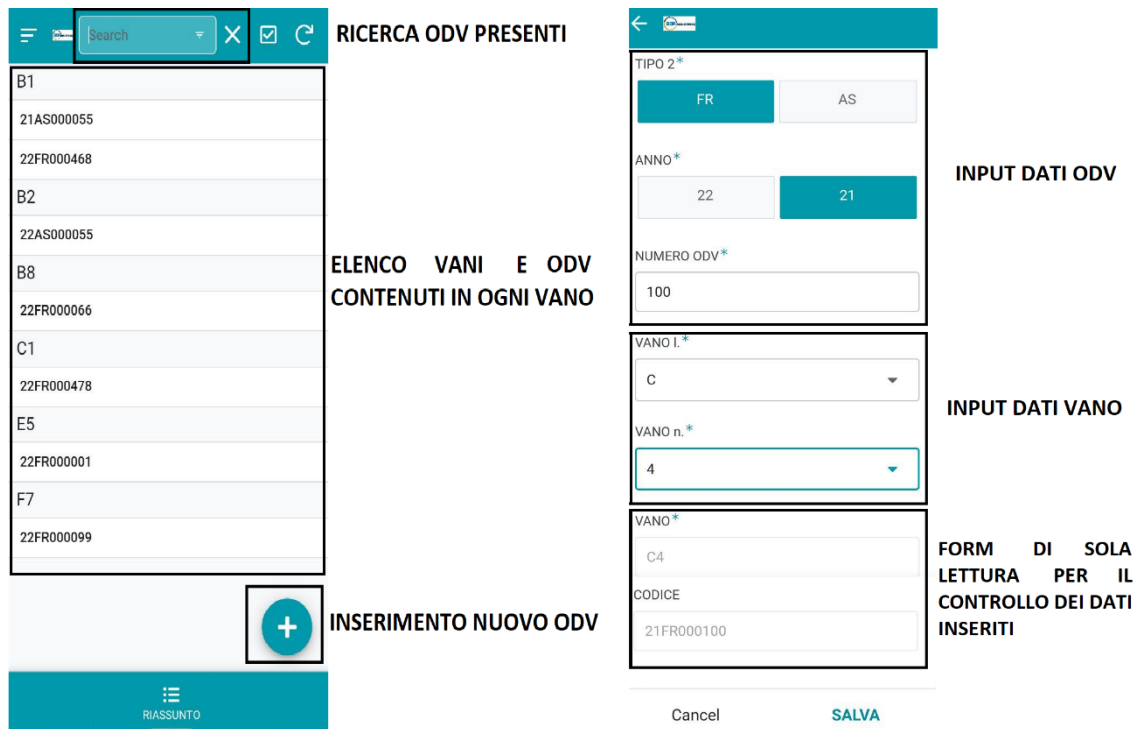 Search
RICERCA ODV PRESENTI
B1
21AS000055
22FR000468
B2
22AS000055
B8
22FR000066
C1
22FR000478
E5
22FR000001
F7
22FR000099
ELENCO VANI E ODV
CONTENUTI IN OGNI VANO
INSERIMENTO NUOVO ODV
RIASSUNTO
TIPO 2*
FR AS
ANNO*
22 21
NUMERO ODV*
100
INPUT DATI ODV
VANO l.*
C
VANO n.*
4
INPUT DATI VANO
VANO*
C4
CODICE
21FR000100
FORM DI SOLA
LETTURA PER IL
CONTROLLO DEI DATI
INSERITI
Cancel SALVA